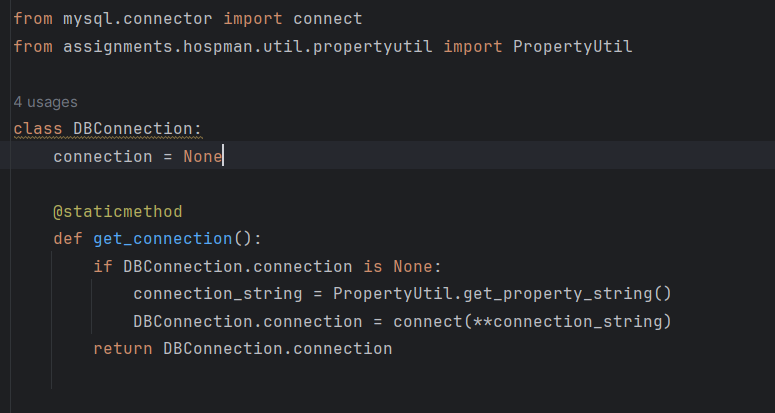 from mysql.connector import connect
from assignments.hospman.util.propertyutil import PropertyUtil
4 usages
class DBConnection:
    connection = None
    @staticmethod
    def get_connection():
        if DBConnection.connection is None:
            connection_string = PropertyUtil.get_property_string()
            DBConnection.connection = connect(**connection_string)
        return DBConnection.connection